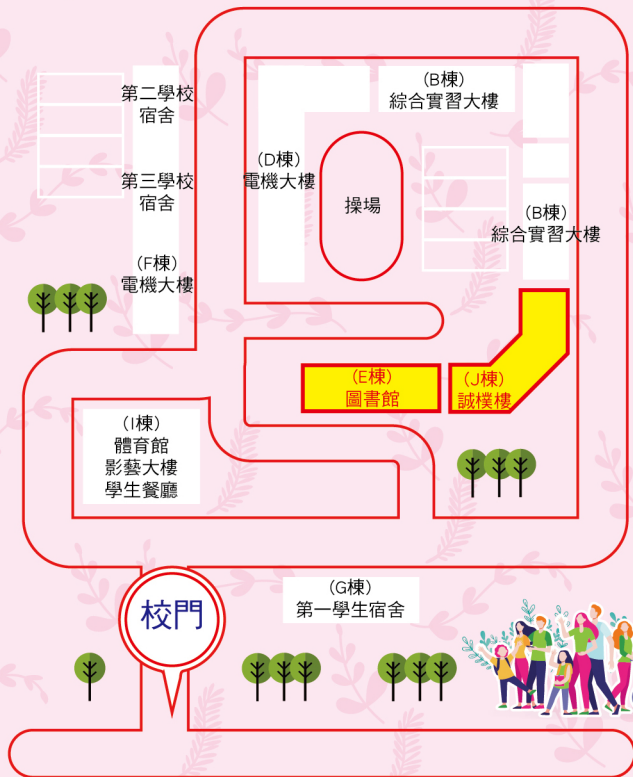 (B棟)
綜合實習大樓
第二學校
宿舍
(D棟)
電機大樓
第三學校
宿舍
操場
(B棟)
綜合實習大樓
(F棟)
電機大樓
(E棟)
圖書館
(J棟)
誠樸樓
(I棟)
體育館
影藝大樓
學生餐廳
(G棟)
第一學生宿舍
校門